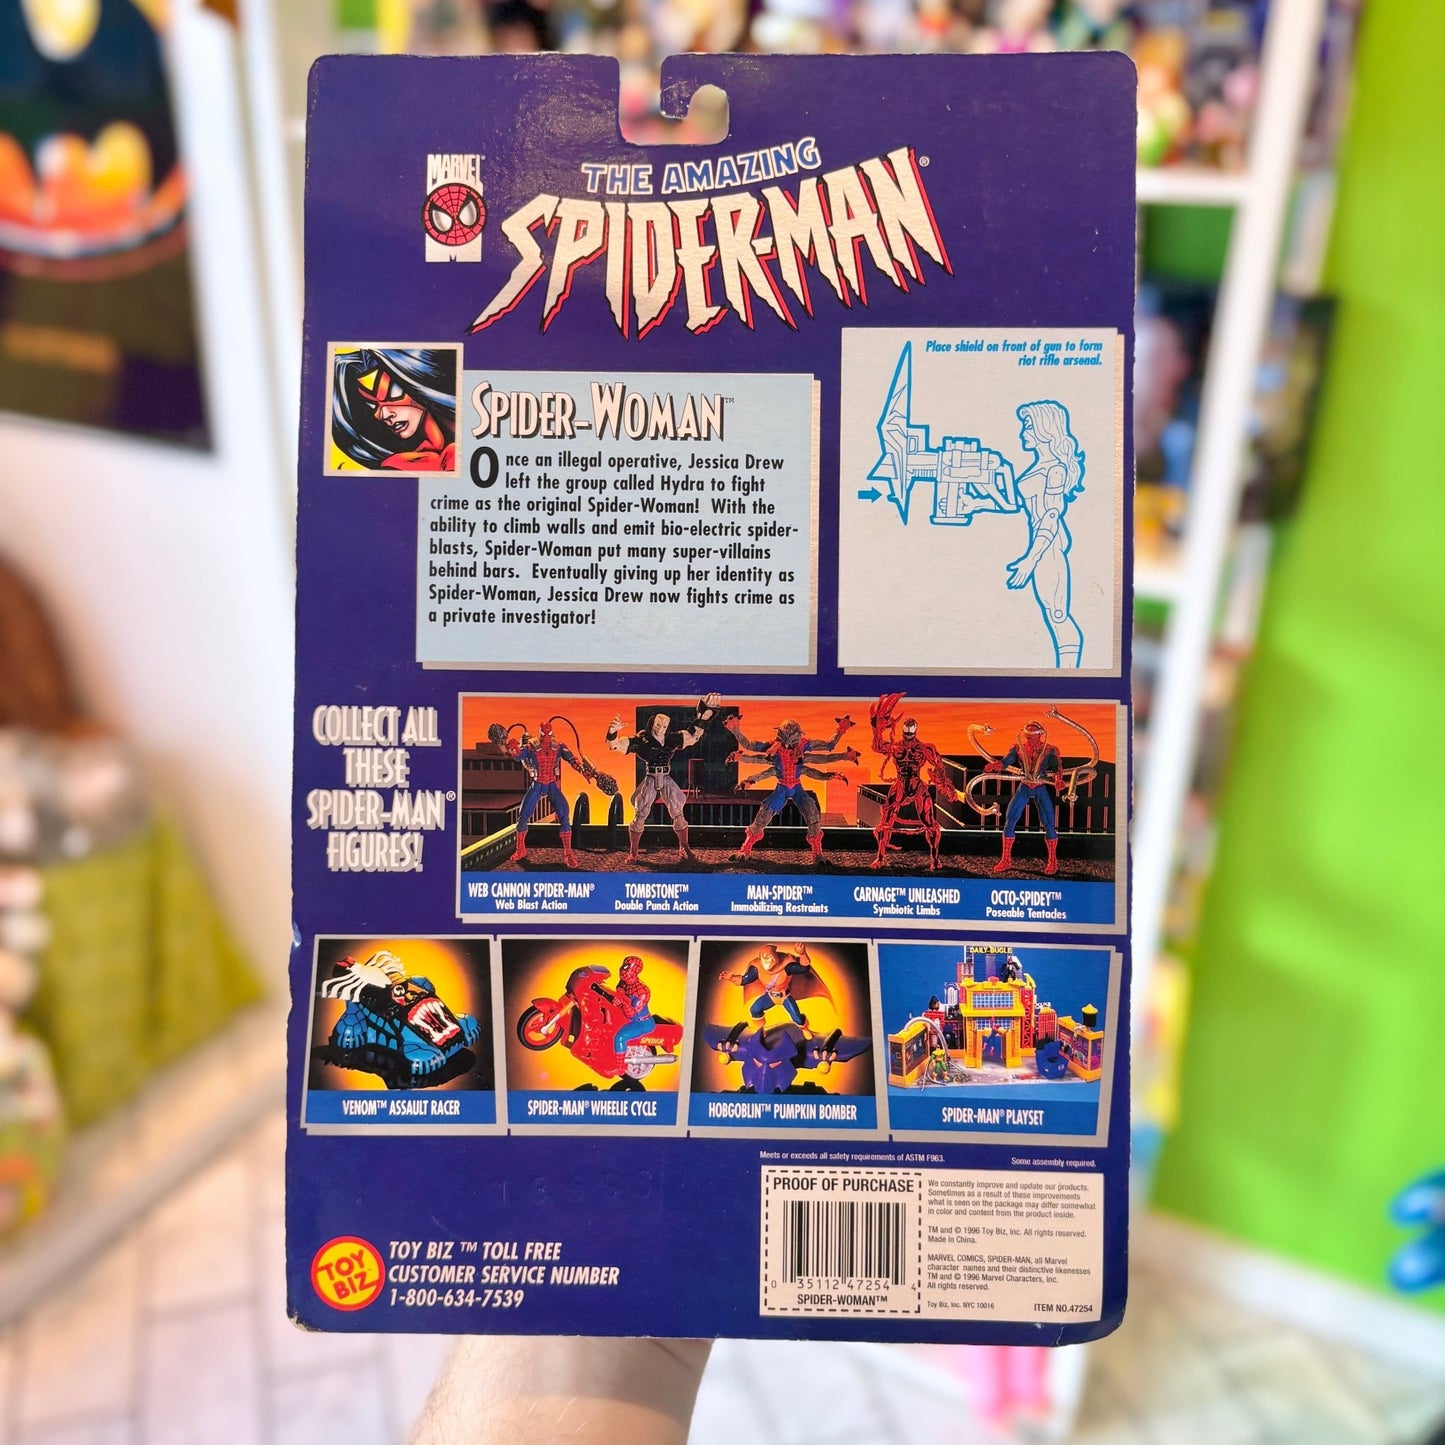 MARVEL
THE AMAZING
SPIDER-MAN®
SPIDER-WOMAN™
Once an illegal operative, Jessica Drew
left the group called Hydra to fight
crime as the original Spider-Woman!  With the
ability to climb walls and emit bio-electric spider-
blasts, Spider-Woman put many super-villains
behind bars.  Eventually giving up her identity as
Spider-Woman, Jessica Drew now fights crime as
a private investigator!
Place shield on front of gun to form
riot rifle arsenal.
COLLECT ALL
THESE
SPIDER-MAN®
FIGURES!
WEB CANNON SPIDER-MAN®
Web Blast Action
TOMBSTONE™
Double Punch Action
MAN-SPIDER™
Immobilizing Restraints
CARNAGE™ UNLEASHED
Symbiotic Limbs
OCTO-SPIDEY™
Poseable Tentacles
SPIDER
DAILY BUGLE
VENOM™ ASSAULT RACER
SPIDER-MAN® WHEELIE CYCLE
HOBGOBLIN™ PUMPKIN BOMBER
SPIDER-MAN® PLAYSET
Meets or exceeds all safety requirements of ASTM F963.
Some assembly required.
TOY
BIZ
TOY BIZ ™ TOLL FREE
CUSTOMER SERVICE NUMBER
1-800-634-7539
PROOF OF PURCHASE
0 35112 47254 4
SPIDER-WOMAN™
We constantly improve and update our products.
Sometimes as a result of these improvements
what is seen on the package may differ somewhat
in color and content from the product inside.
TM and © 1996 Toy Biz, Inc. All rights reserved.
Made in China.
MARVEL COMICS, SPIDER-MAN, all Marvel
character names and their distinctive likenesses
TM and © 1996 Marvel Characters, Inc.
All rights reserved.
Toy Biz, Inc. NYC 10016
ITEM NO.47254